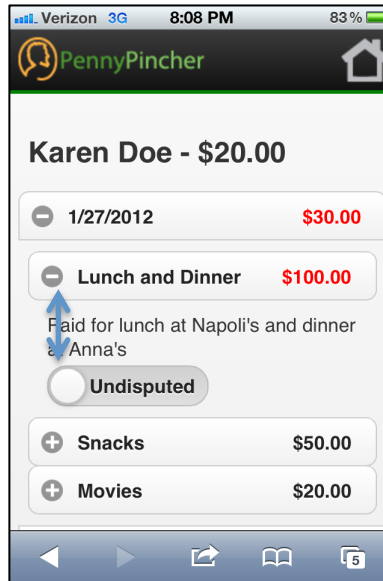 Verizon 3G 8:08 PM 83%
PennyPincher
Karen Doe - $20.00
1/27/2012 $30.00
Lunch and Dinner $100.00
Paid for lunch at Napoli's and dinner
at Anna's
Undisputed
Snacks $50.00
Movies $20.00
5